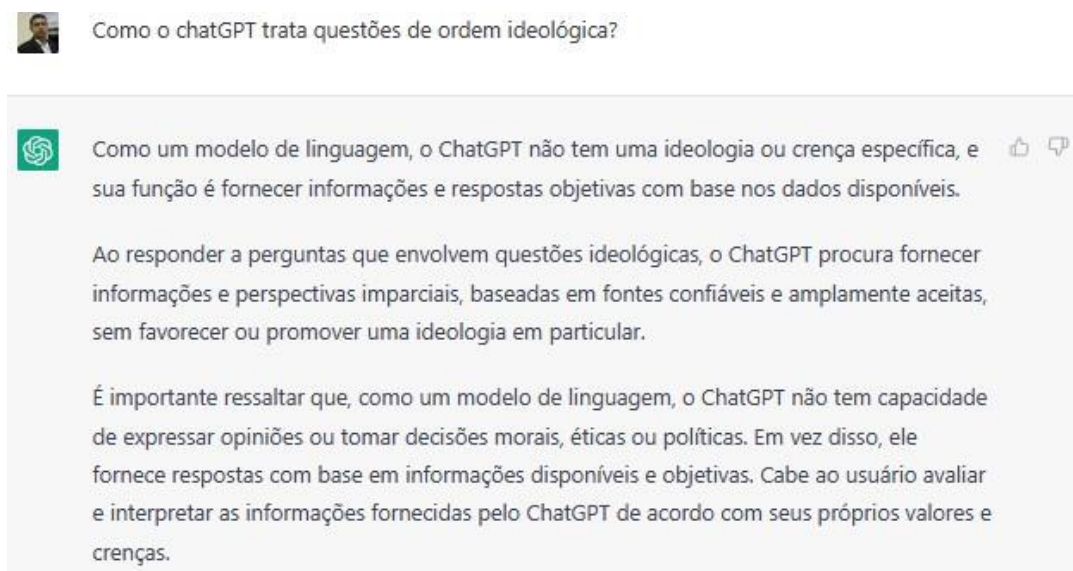 Como o chatGPT trata questões de ordem ideológica?
Como um modelo de linguagem, o ChatGPT não tem uma ideologia ou crença específica, e
sua função é fornecer informações e respostas objetivas com base nos dados disponíveis.
Ao responder a perguntas que envolvem questões ideológicas, o ChatGPT procura fornecer
informações e perspectivas imparciais, baseadas em fontes confiáveis e amplamente aceitas,
sem favorecer ou promover uma ideologia em particular.
É importante ressaltar que, como um modelo de linguagem, o ChatGPT não tem capacidade
de expressar opiniões ou tomar decisões morais, éticas ou políticas. Em vez disso, ele
fornece respostas com base em informações disponíveis e objetivas. Cabe ao usuário avaliar
e interpretar as informações fornecidas pelo ChatGPT de acordo com seus próprios valores e
crenças.